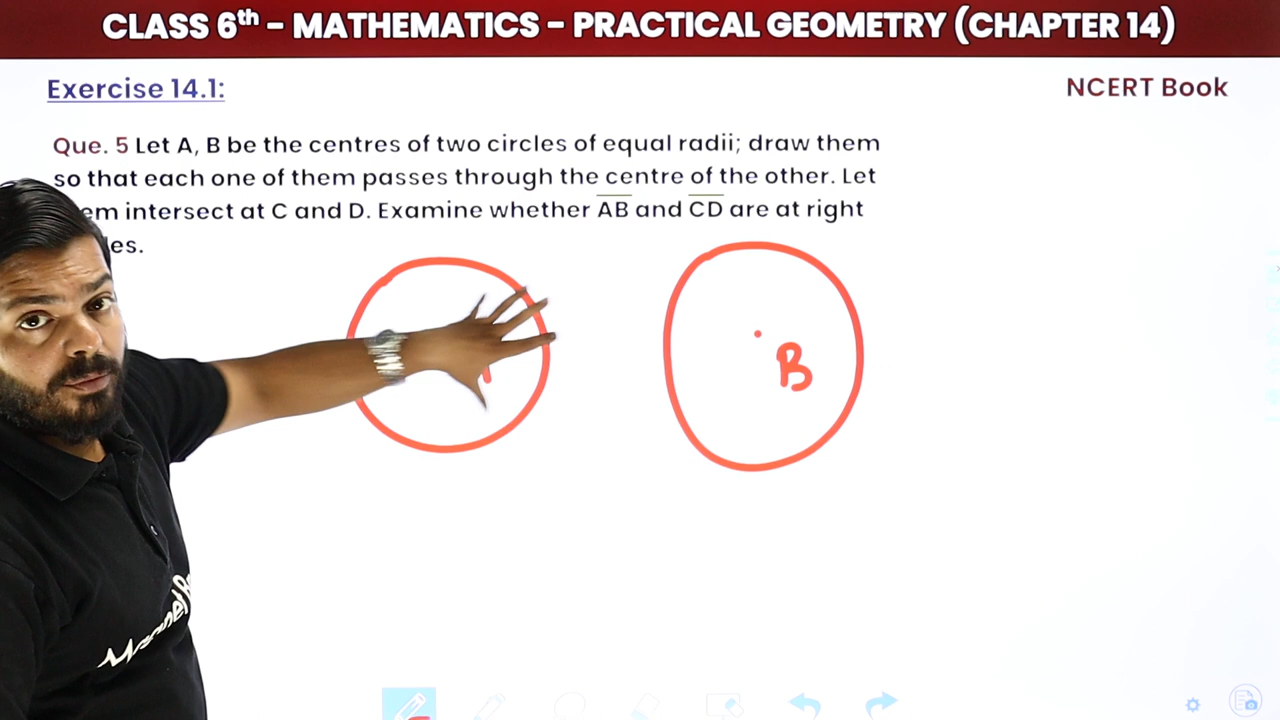 CLASS 6th – MATHEMATICS – PRACTICAL GEOMETRY (CHAPTER 14)
Exercise 14.1:
NCERT Book
Que. 5 Let A, B be the centres of two circles of equal radii; draw them
so that each one of them passes through the centre of the other. Let
em intersect at C and D. Examine whether AB and CD are at right
es.
B